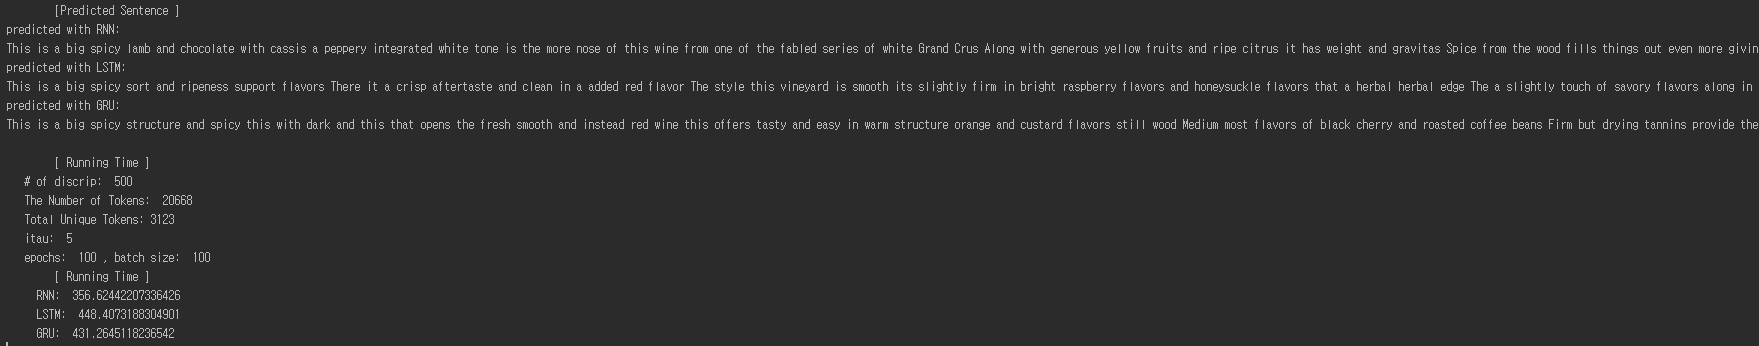 [Predicted Sentence ]
predicted with RNN:
This is a big spicy lamb and chocolate with cassis a peppery integrated white tone is the more nose of this wine from one of the fabled series of white Grand Crus Along with generous yellow fruits and ripe citrus it has weight and gravitas Spice from the wood fills things out even more givin
predicted with LSTM:
This is a big spicy sort and ripeness support flavors There it a crisp aftertaste and clean in a added red flavor The style this vineyard is smooth its slightly firm in bright raspberry flavors and honeysuckle flavors that a herbal herbal edge The a slightly touch of savory flavors along in
predicted with GRU:
This is a big spicy structure and spicy this with dark and this that opens the fresh smooth and instead red wine this offers tasty and easy in warm structure orange and custard flavors still wood Medium most flavors of black cherry and roasted coffee beans Firm but drying tannins provide the
[ Running Time ]
# of discrip:  500
The Number of Tokens:  20668
Total Unique Tokens: 3123
itau:  5
epochs:  100 , batch size:  100
[ Running Time ]
RNN:  356.62442207336426
LSTM:  448.4073188304901
GRU:  431.2645118236542